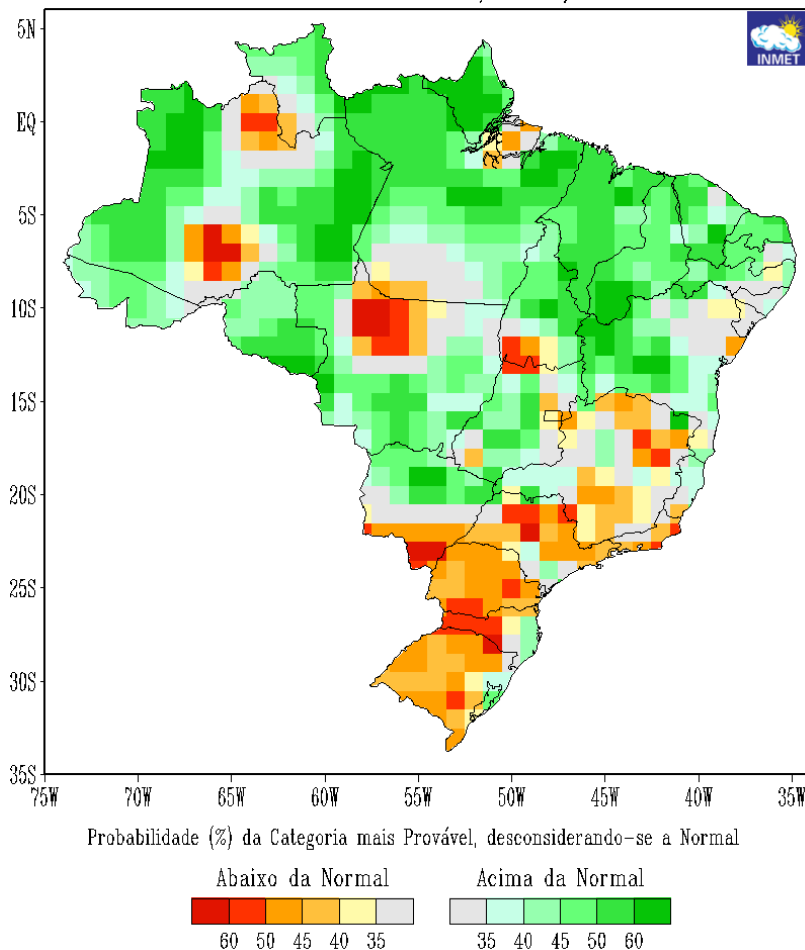 INMET
5N
EQ
5S
10S
15S
20S
25S
30S
35S
75W 70W 65W 60W 55W 50W 45W 40W 35W
Probabilidade (%) da Categoria mais Provável, desconsiderando-se a Normal
Abaixo da Normal Acima da Normal
60 50 45 40 35 35 40 45 50 60